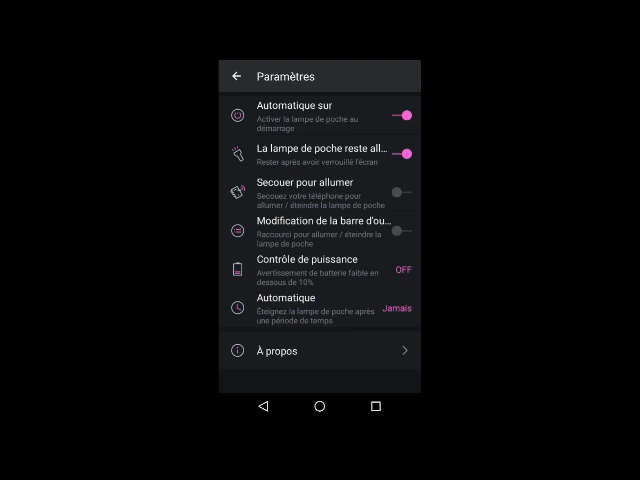 Paramètres
Automatique sur
Activer la lampe de poche au
démarrage
La lampe de poche reste all...
Rester après avoir verrouillé l'écran
Secouer pour allumer
Secouez votre téléphone pour
allumer / éteindre la lampe de poche
Modification de la barre d'ou...
Raccourci pour allumer / éteindre la
lampe de poche
Contrôle de puissance
Avertissement de batterie faible en
dessous de 10%
OFF
Automatique
Éteignez la lampe de poche après
une période de temps
Jamais
À propos